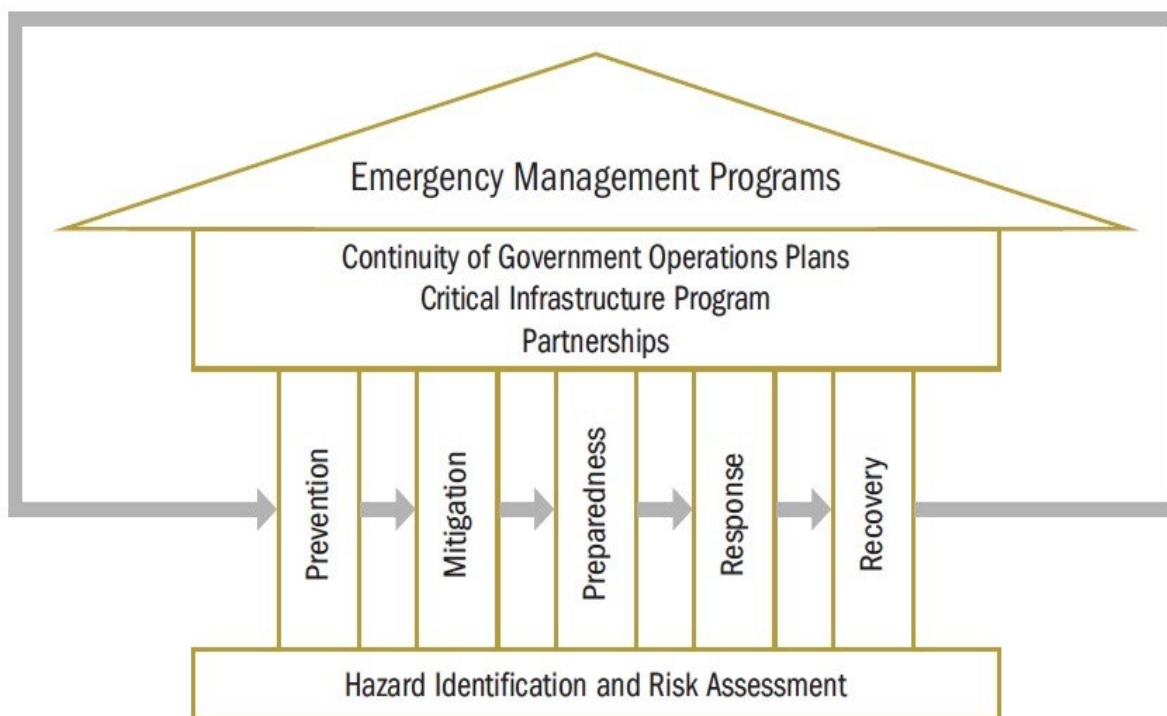 Emergency Management Programs
Continuity of Government Operations Plans
Critical Infrastructure Program
Partnerships
Prevention
Mitigation
Preparedness
Response
Recovery
Hazard Identification and Risk Assessment